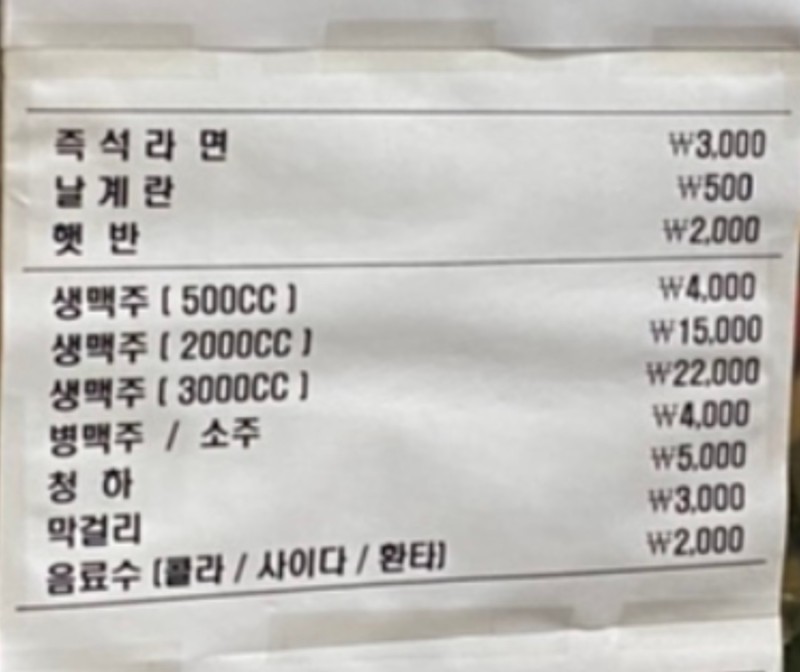 즉석라면 ₩3,000
날계란 ₩500
햇반 ₩2,000
생맥주 ( 500CC ) ₩4,000
생맥주 ( 2000CC ) ₩15,000
생맥주 ( 3000CC ) ₩22,000
병맥주 / 소주 ₩4,000
청하 ₩5,000
막걸리 ₩3,000
음료수 (콜라 / 사이다 / 환타) ₩2,000